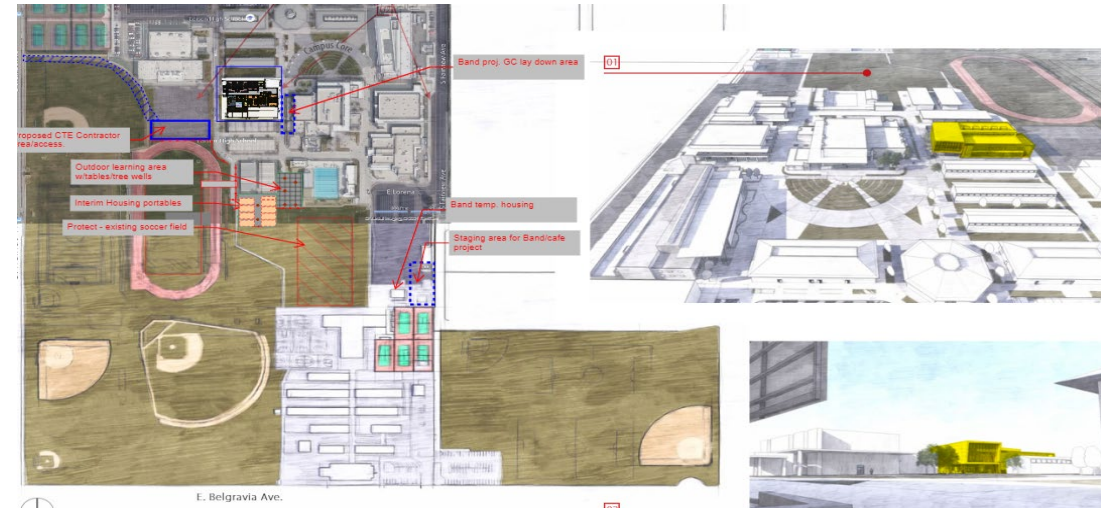 Campus Core
Band proj. GC lay down area
01
roposed CTE Contractor
rea/access.
Outdoor learning area
w/tables/tree wells
Interim Housing portables
Protect - existing soccer field
E. Lorena
Band temp. housing
Staging area for Band/cafe
project
E. Belgravia Ave.